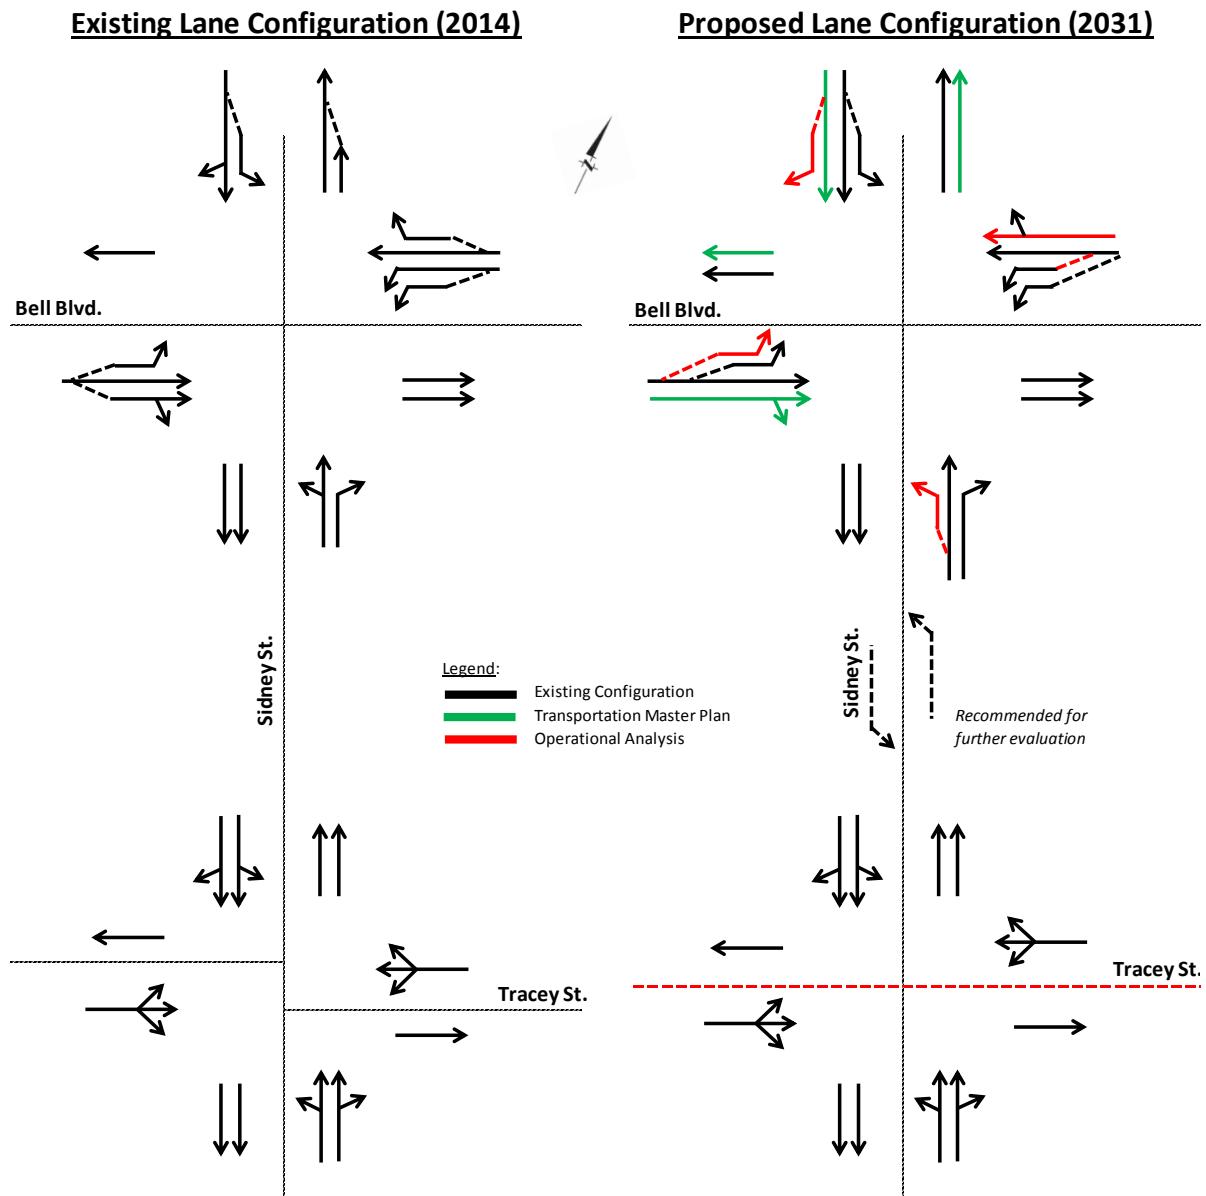 Existing Lane Configuration (2014)
Proposed Lane Configuration (2031)
N
Bell Blvd.
Bell Blvd.
Sidney St.
Sidney St.
Legend:
Existing Configuration
Transportation Master Plan
Operational Analysis
Recommended for
further evaluation
Tracey St.
Tracey St.